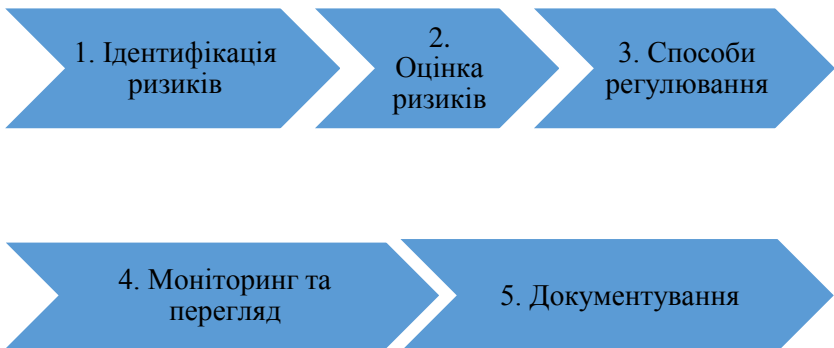 1. Ідентифікація
ризиків
2.
Оцінка
ризиків
3. Способи
регулювання
4. Моніторинг та
перегляд
5. Документування